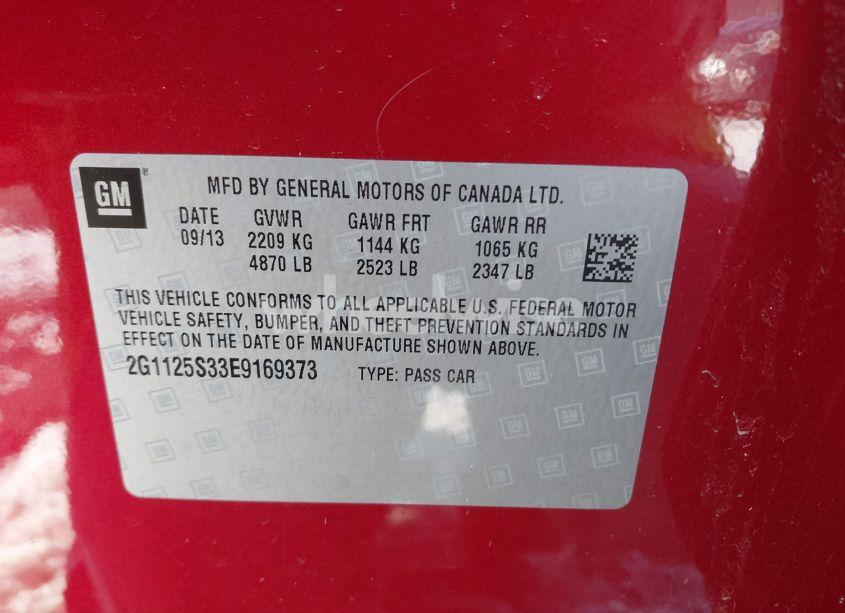 GM ®
MFD BY GENERAL MOTORS OF CANADA LTD.
DATE GVWR GAWR FRT GAWR RR
09/13 2209 KG 1144 KG 1065 KG
4870 LB 2523 LB 2347 LB
THIS VEHICLE CONFORMS TO ALL APPLICABLE U.S. FEDERAL MOTOR
VEHICLE SAFETY, BUMPER, AND THEFT PREVENTION STANDARDS IN
EFFECT ON THE DATE OF MANUFACTURE SHOWN ABOVE.
2G1125S33E9169373 TYPE: PASS CAR